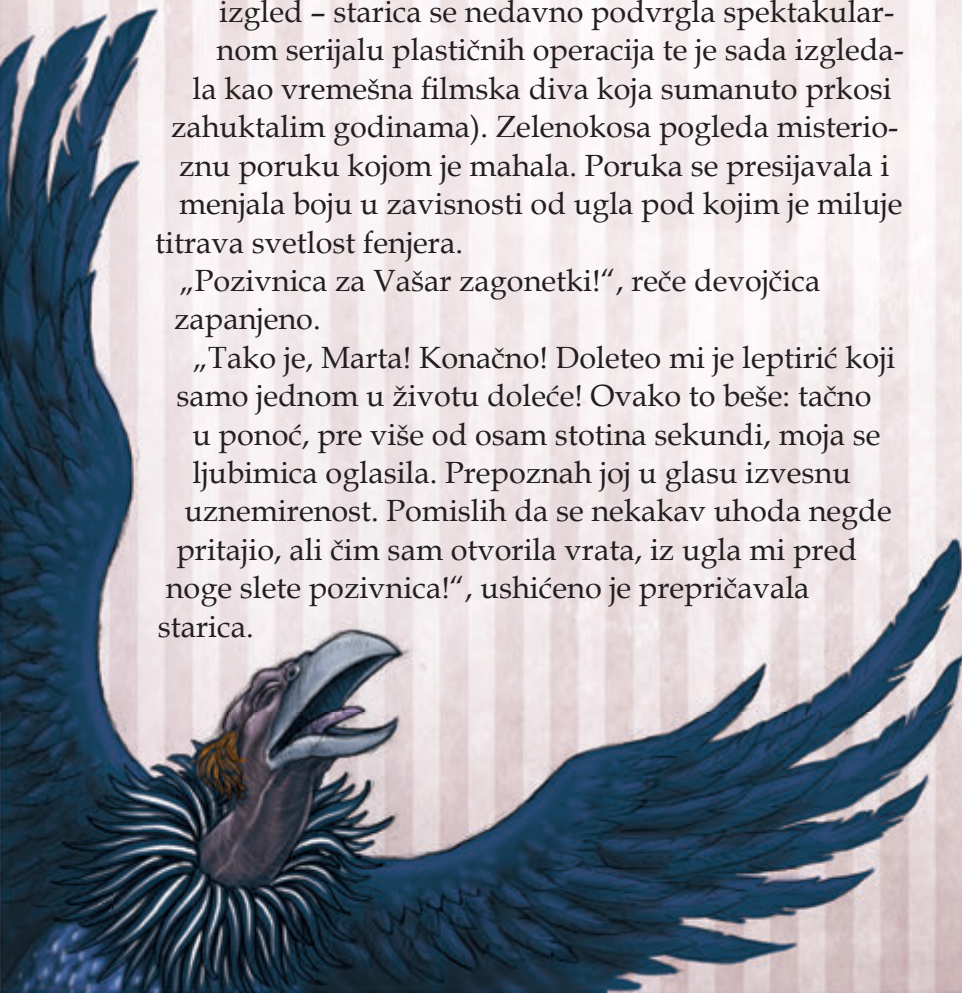 izgled – starica se nedavno podvrgla spektakular-
nom serijalu plastičnih operacija te je sada izgleda-
la kao vremešna filmska diva koja sumanuto prkosi
zahuktalim godinama). Zelenokosa pogleda misterio-
znu poruku kojom je mahala. Poruka se presijavala i
menjala boju u zavisnosti od ugla pod kojim je miluje
titrava svetlost fenjera.
„Pozivnica za Vašar zagonetki!“, reče devojčica
zapanjeno.
„Tako je, Marta! Konačno! Doleteo mi je leptirić koji
samo jednom u životu doleće! Ovako to beše: tačno
u ponoć, pre više od osam stotina sekundi, moja se
ljubimica oglasila. Prepoznah joj u glasu izvesnu
uznemirenost. Pomislih da se nekakav uhoda negde
pritajio, ali čim sam otvorila vrata, iz ugla mi pred
noge slete pozivnica!“, ushićeno je prepričavala
starica.